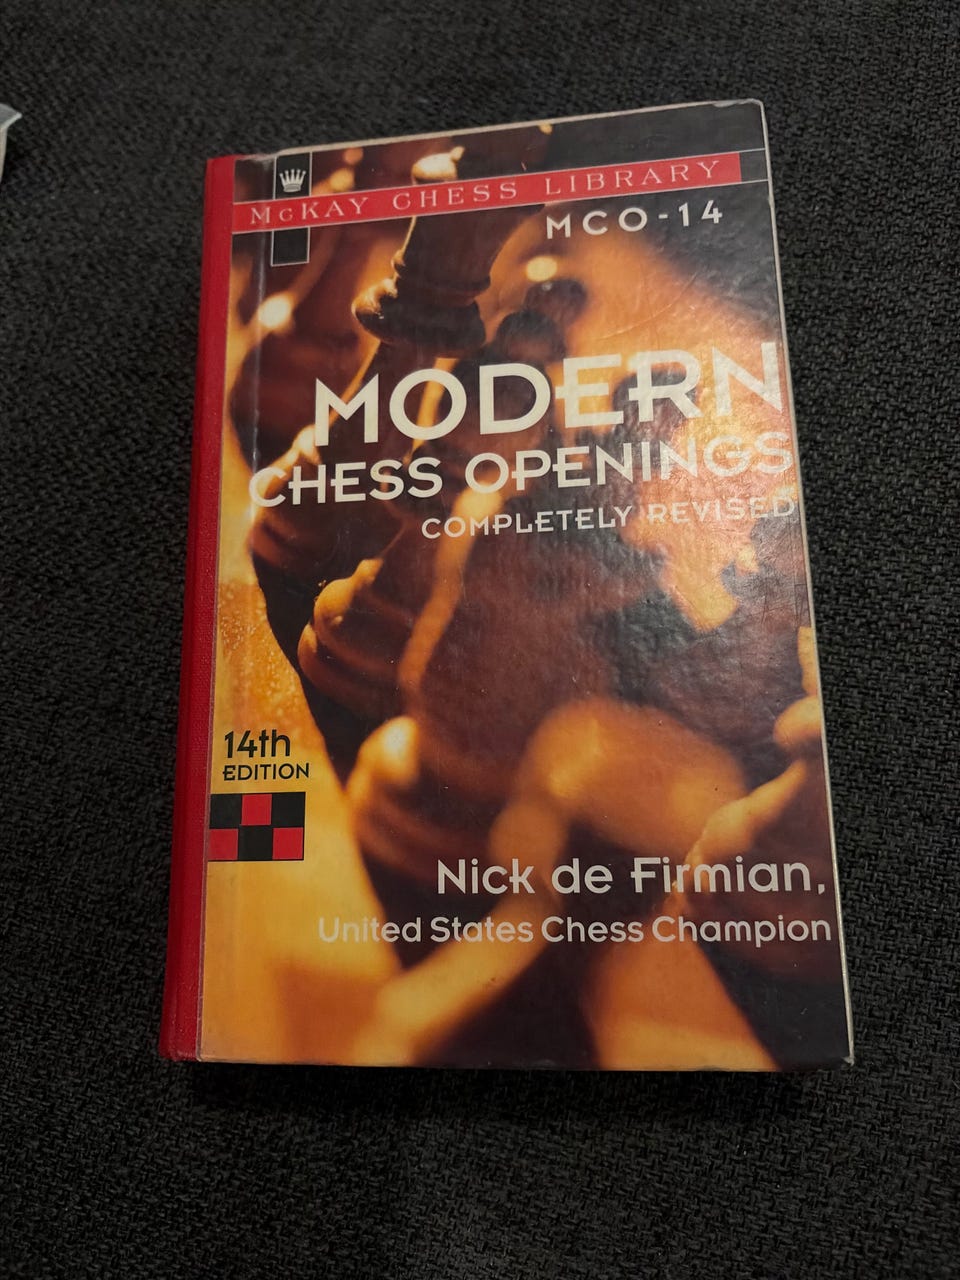 McKAY CHESS LIBRARY
MCO-14
MODERN
CHESS OPENINGS
COMPLETELY REVISED
14th
EDITION
Nick de Firmian,
United States Chess Champion